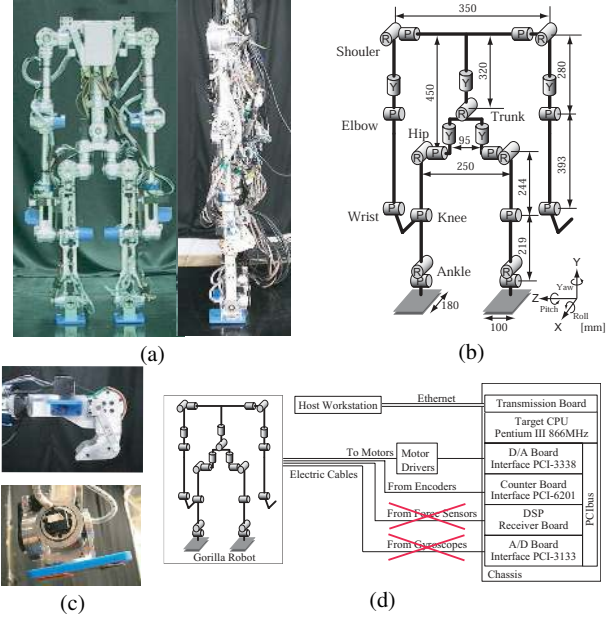 (a)
350
Shouler
R
P
P
R
Y
Y
Y
450
320
280
Elbow
P
R
Trunk
P
Y
Y
Hip
95
R
P
P
R
250
244
393
Wrist
P
P
Knee
P
P
219
R
Ankle
R
P
P
180
100
Y
Yaw
Z
Pitch
Roll
X
[mm]
(b)
(c)
Gorilla Robot
Host Workstation
Ethernet
Transmission Board
Target CPU
Pentium III 866MHz
To Motors
Motor
Drivers
D/A Board
Interface PCI-3338
Electric Cables
From Encoders
Counter Board
Interface PCI-6201
From Force Sensors
DSP
Receiver Board
From Gyroscopes
A/D Board
Interface PCI-3133
PCIbus
Chassis
(d)